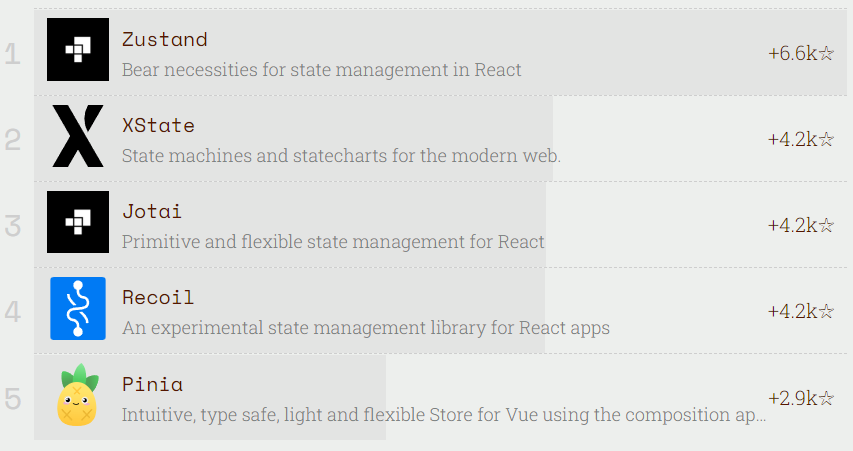 1
Zustand
Bear necessities for state management in React
+6.6k☆
2
XState
State machines and statecharts for the modern web.
+4.2k☆
3
Jotai
Primitive and flexible state management for React
+4.2k☆
4
Recoil
An experimental state management library for React apps
+4.2k☆
5
Pinia
Intuitive, type safe, light and flexible Store for Vue using the composition ap…
+2.9k☆